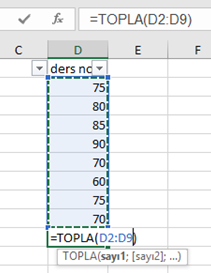 =TOPLA(D2:D9)
C D E F
ders no
75
80
85
90
70
60
75
70
=TOPLA(D2:D9)
TOPLA(sayı1; [sayı2]; ...)